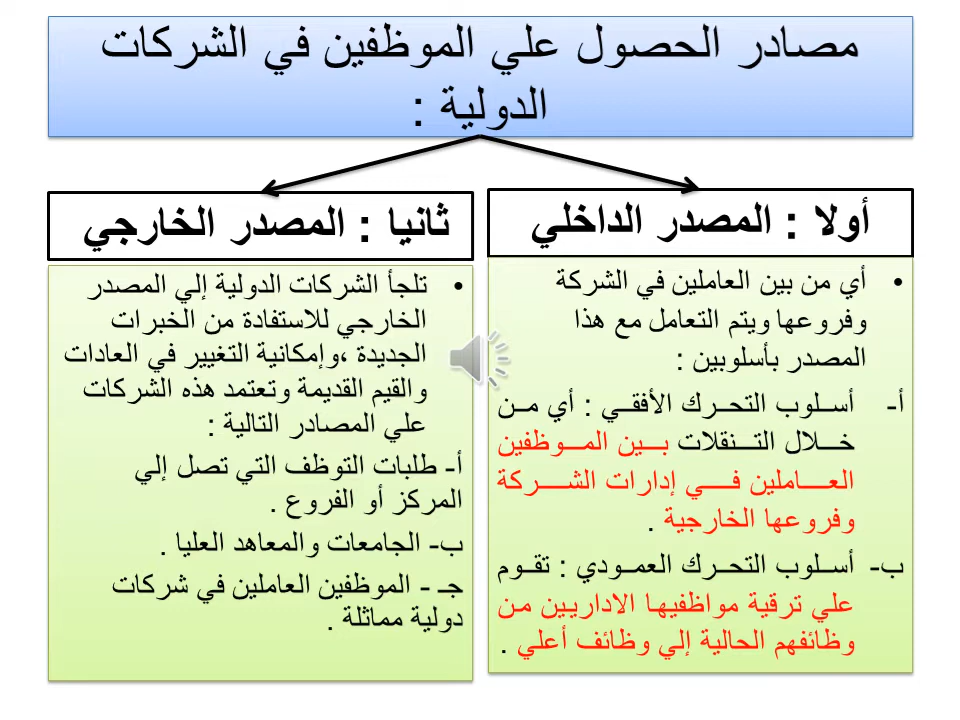 مصادر الحصول علي الموظفين في الشركات
الدولية :
أولا : المصدر الداخلي
• أي من بين العاملين في الشركة
وفروعها ويتم التعامل مع هذا
المصدر بأسلوبين :
أ- أسلوب التحرك الأفقي : أي من
خلال التنقلات بين الموظفين
العاملين في إدارات الشركة
وفروعها الخارجية .
ب- أسلوب التحرك العمودي : تقوم
علي ترقية مواظفيها الاداريين من
وظائفهم الحالية إلي وظائف أعلي .
ثانيا : المصدر الخارجي
• تلجأ الشركات الدولية إلي المصدر
الخارجي للاستفادة من الخبرات
الجديدة ،وإمكانية التغيير في العادات
والقيم القديمة وتعتمد هذه الشركات
علي المصادر التالية :
أ- طلبات التوظف التي تصل إلي
المركز أو الفروع .
ب- الجامعات والمعاهد العليا .
جـ - الموظفين العاملين في شركات
دولية مماثلة .